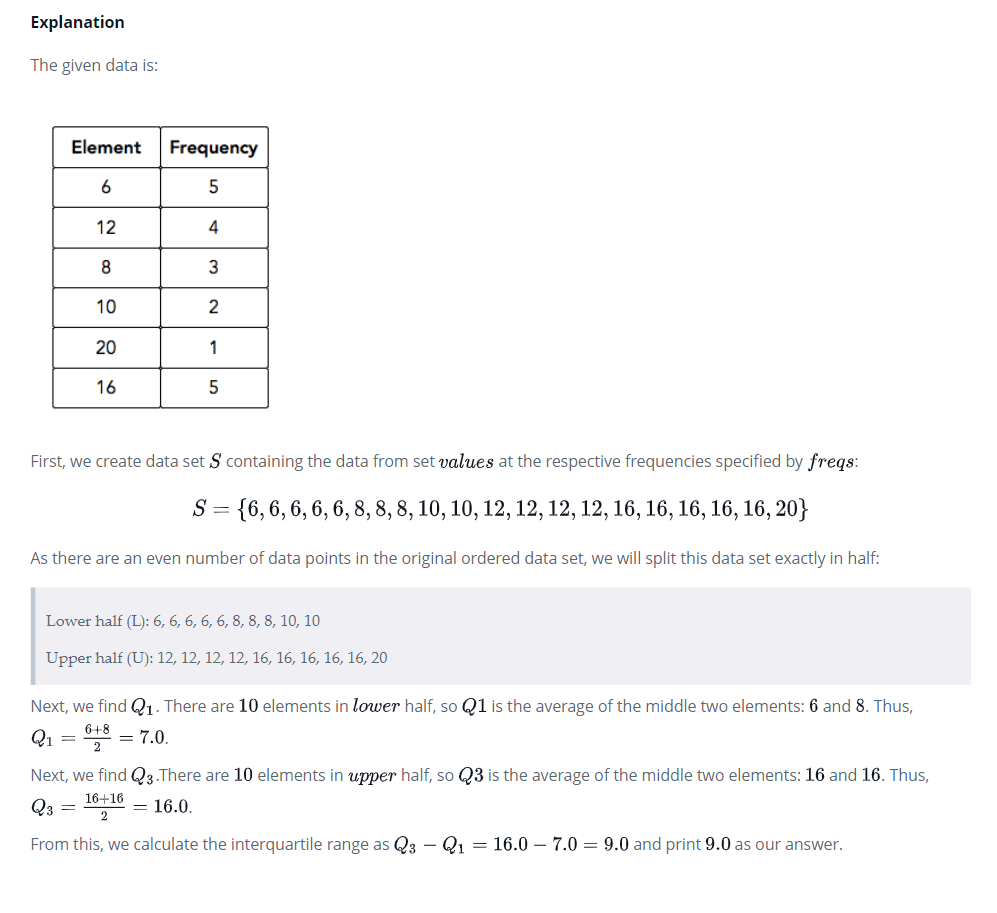 Explanation
The given data is:
Element Frequency
6 5
12 4
8 3
10 2
20 1
16 5
First, we create data set S containing the data from set values at the respective frequencies specified by freqs:
S = {6, 6, 6, 6, 6, 8, 8, 8, 10, 10, 12, 12, 12, 12, 16, 16, 16, 16, 16, 20}
As there are an even number of data points in the original ordered data set, we will split this data set exactly in half:
Lower half (L): 6, 6, 6, 6, 6, 8, 8, 8, 10, 10
Upper half (U): 12, 12, 12, 12, 16, 16, 16, 16, 16, 20
Next, we find Q₁. There are 10 elements in lower half, so Q1 is the average of the middle two elements: 6 and 8. Thus,
Q₁ = (6+8)/2 = 7.0.
Next, we find Q₃.There are 10 elements in upper half, so Q3 is the average of the middle two elements: 16 and 16. Thus,
Q₃ = (16+16)/2 = 16.0.
From this, we calculate the interquartile range as Q₃ − Q₁ = 16.0 − 7.0 = 9.0 and print 9.0 as our answer.